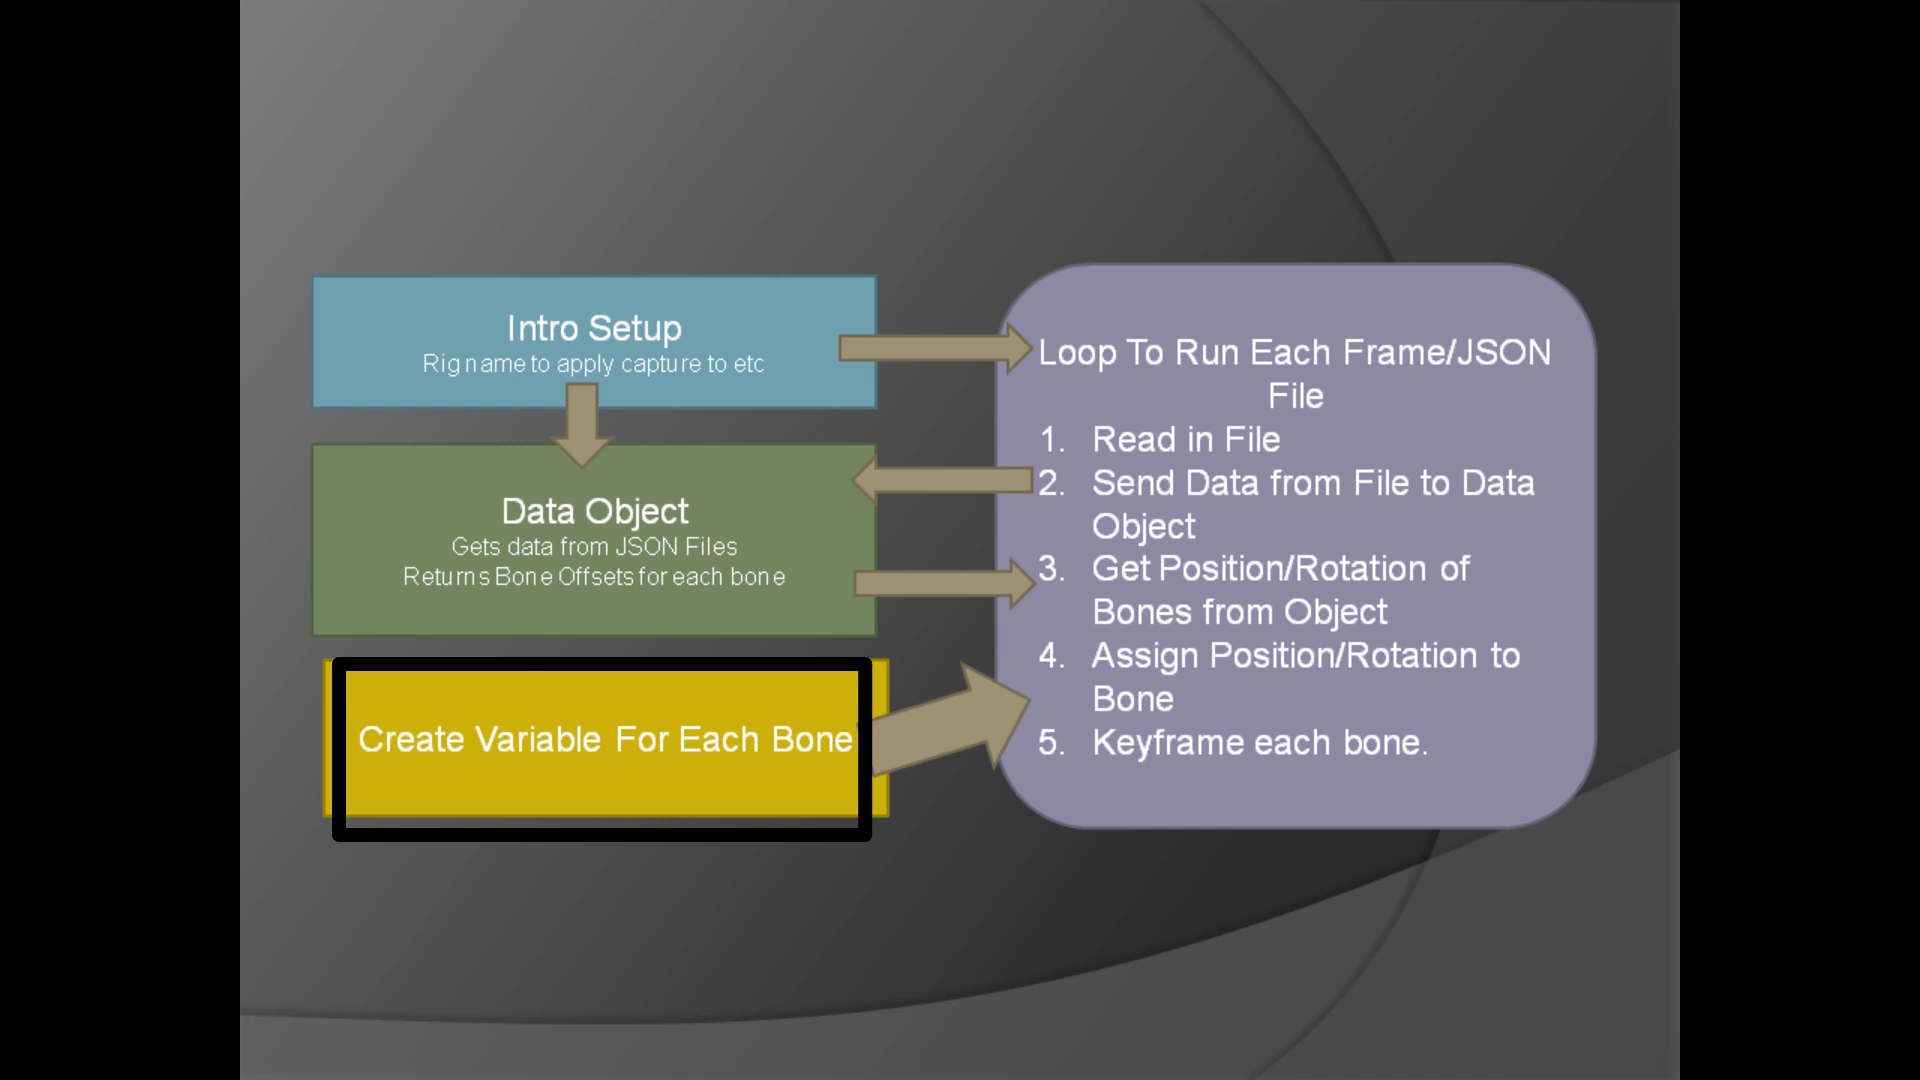 Intro Setup
Rig name to apply capture to etc
Data Object
Gets data from JSON Files
Returns Bone Offsets for each bone
Create Variable For Each Bone
Loop To Run Each Frame/JSON
File
1. Read in File
2. Send Data from File to Data
Object
3. Get Position/Rotation of
Bones from Object
4. Assign Position/Rotation to
Bone
5. Keyframe each bone.